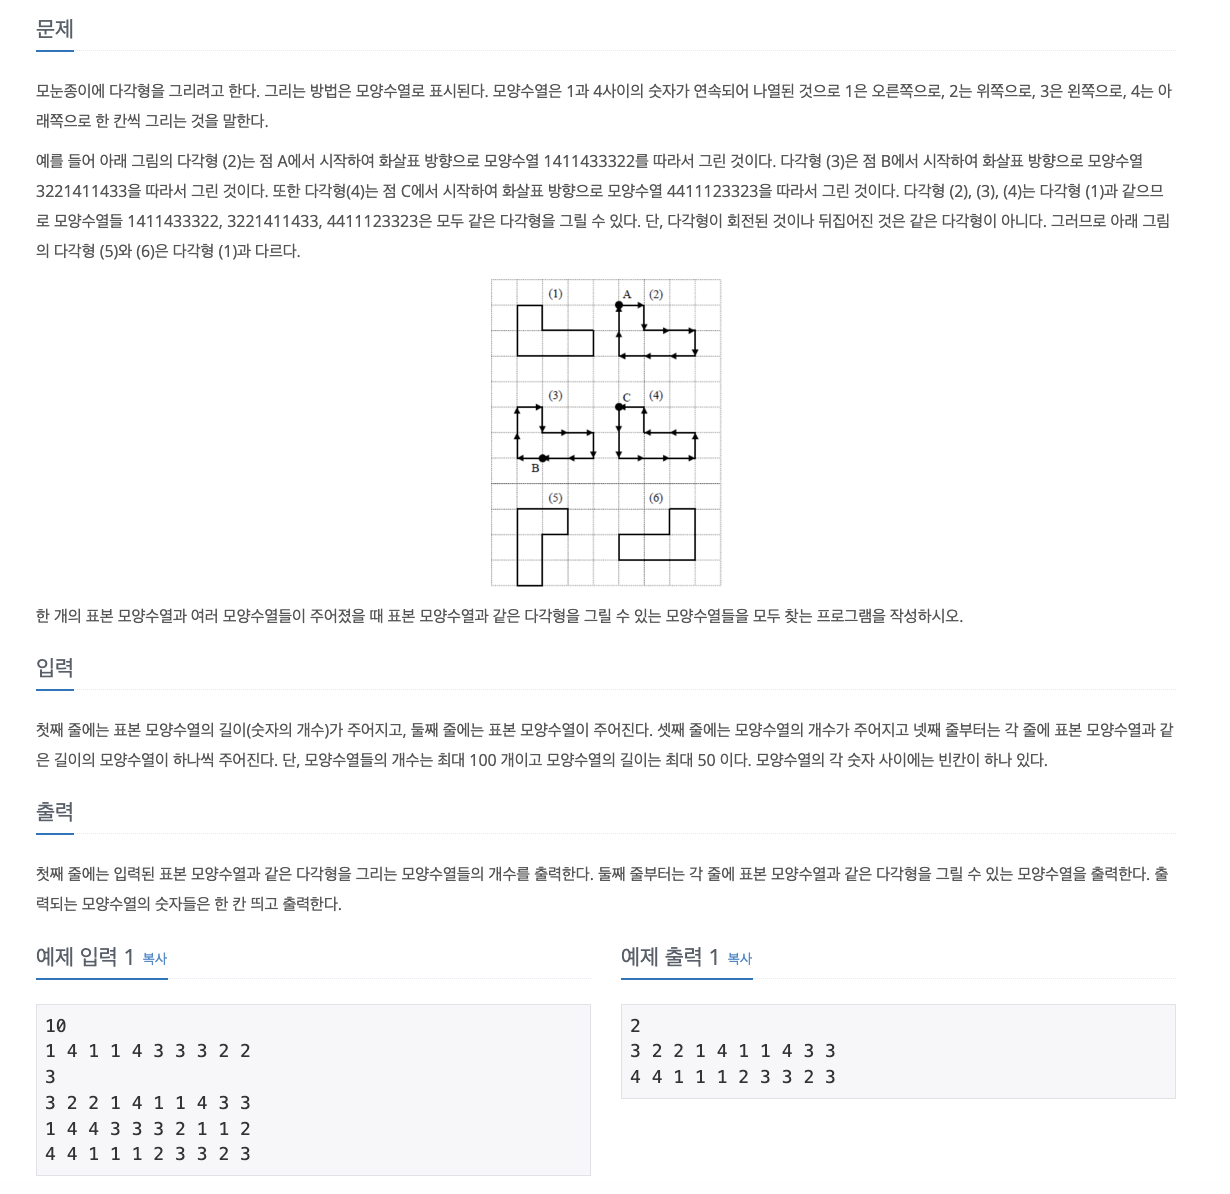 문제
모눈종이에 다각형을 그리려고 한다. 그리는 방법은 모양수열로 표시된다. 모양수열은 1과 4사이의 숫자가 연속되어 나열된 것으로 1은 오른쪽으로, 2는 위쪽으로, 3은 왼쪽으로, 4는 아
래쪽으로 한 칸씩 그리는 것을 말한다.
예를 들어 아래 그림의 다각형 (2)는 점 A에서 시작하여 화살표 방향으로 모양수열 1411433322를 따라서 그린 것이다. 다각형 (3)은 점 B에서 시작하여 화살표 방향으로 모양수열
3221411433을 따라서 그린 것이다. 또한 다각형(4)는 점 C에서 시작하여 화살표 방향으로 모양수열 4411123323을 따라서 그린 것이다. 다각형 (2), (3), (4)는 다각형 (1)과 같으므
로 모양수열들 1411433322, 3221411433, 4411123323은 모두 같은 다각형을 그릴 수 있다. 단, 다각형이 회전된 것이나 뒤집어진 것은 같은 다각형이 아니다. 그러므로 아래 그림
의 다각형 (5)와 (6)은 다각형 (1)과 다르다.
(1) A (2)
(3) C (4)
B
(5) (6)
한 개의 표본 모양수열과 여러 모양수열들이 주어졌을 때 표본 모양수열과 같은 다각형을 그릴 수 있는 모양수열들을 모두 찾는 프로그램을 작성하시오.
입력
첫째 줄에는 표본 모양수열의 길이(숫자의 개수)가 주어지고, 둘째 줄에는 표본 모양수열이 주어진다. 셋째 줄에는 모양수열의 개수가 주어지고 넷째 줄부터는 각 줄에 표본 모양수열과 같
은 길이의 모양수열이 하나씩 주어진다. 단, 모양수열들의 개수는 최대 100 개이고 모양수열의 길이는 최대 50 이다. 모양수열의 각 숫자 사이에는 빈칸이 하나 있다.
출력
첫째 줄에는 입력된 표본 모양수열과 같은 다각형을 그리는 모양수열들의 개수를 출력한다. 둘째 줄부터는 각 줄에 표본 모양수열과 같은 다각형을 그릴 수 있는 모양수열을 출력한다. 출
력되는 모양수열의 숫자들은 한 칸 띄고 출력한다.
예제 입력 1 복사
10
1 4 1 1 4 3 3 3 2 2
3
3 2 2 1 4 1 1 4 3 3
1 4 4 3 3 3 2 1 1 2
4 4 1 1 1 2 3 3 2 3
예제 출력 1 복사
2
3 2 2 1 4 1 1 4 3 3
4 4 1 1 1 2 3 3 2 3